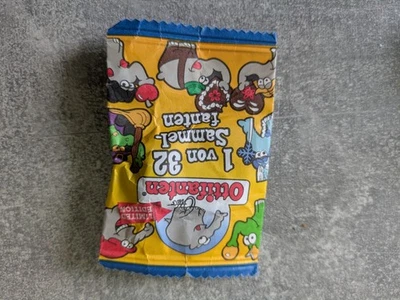 LIMITED
EDITION
Ottifanten
1 von 32
Sammel-
fanten